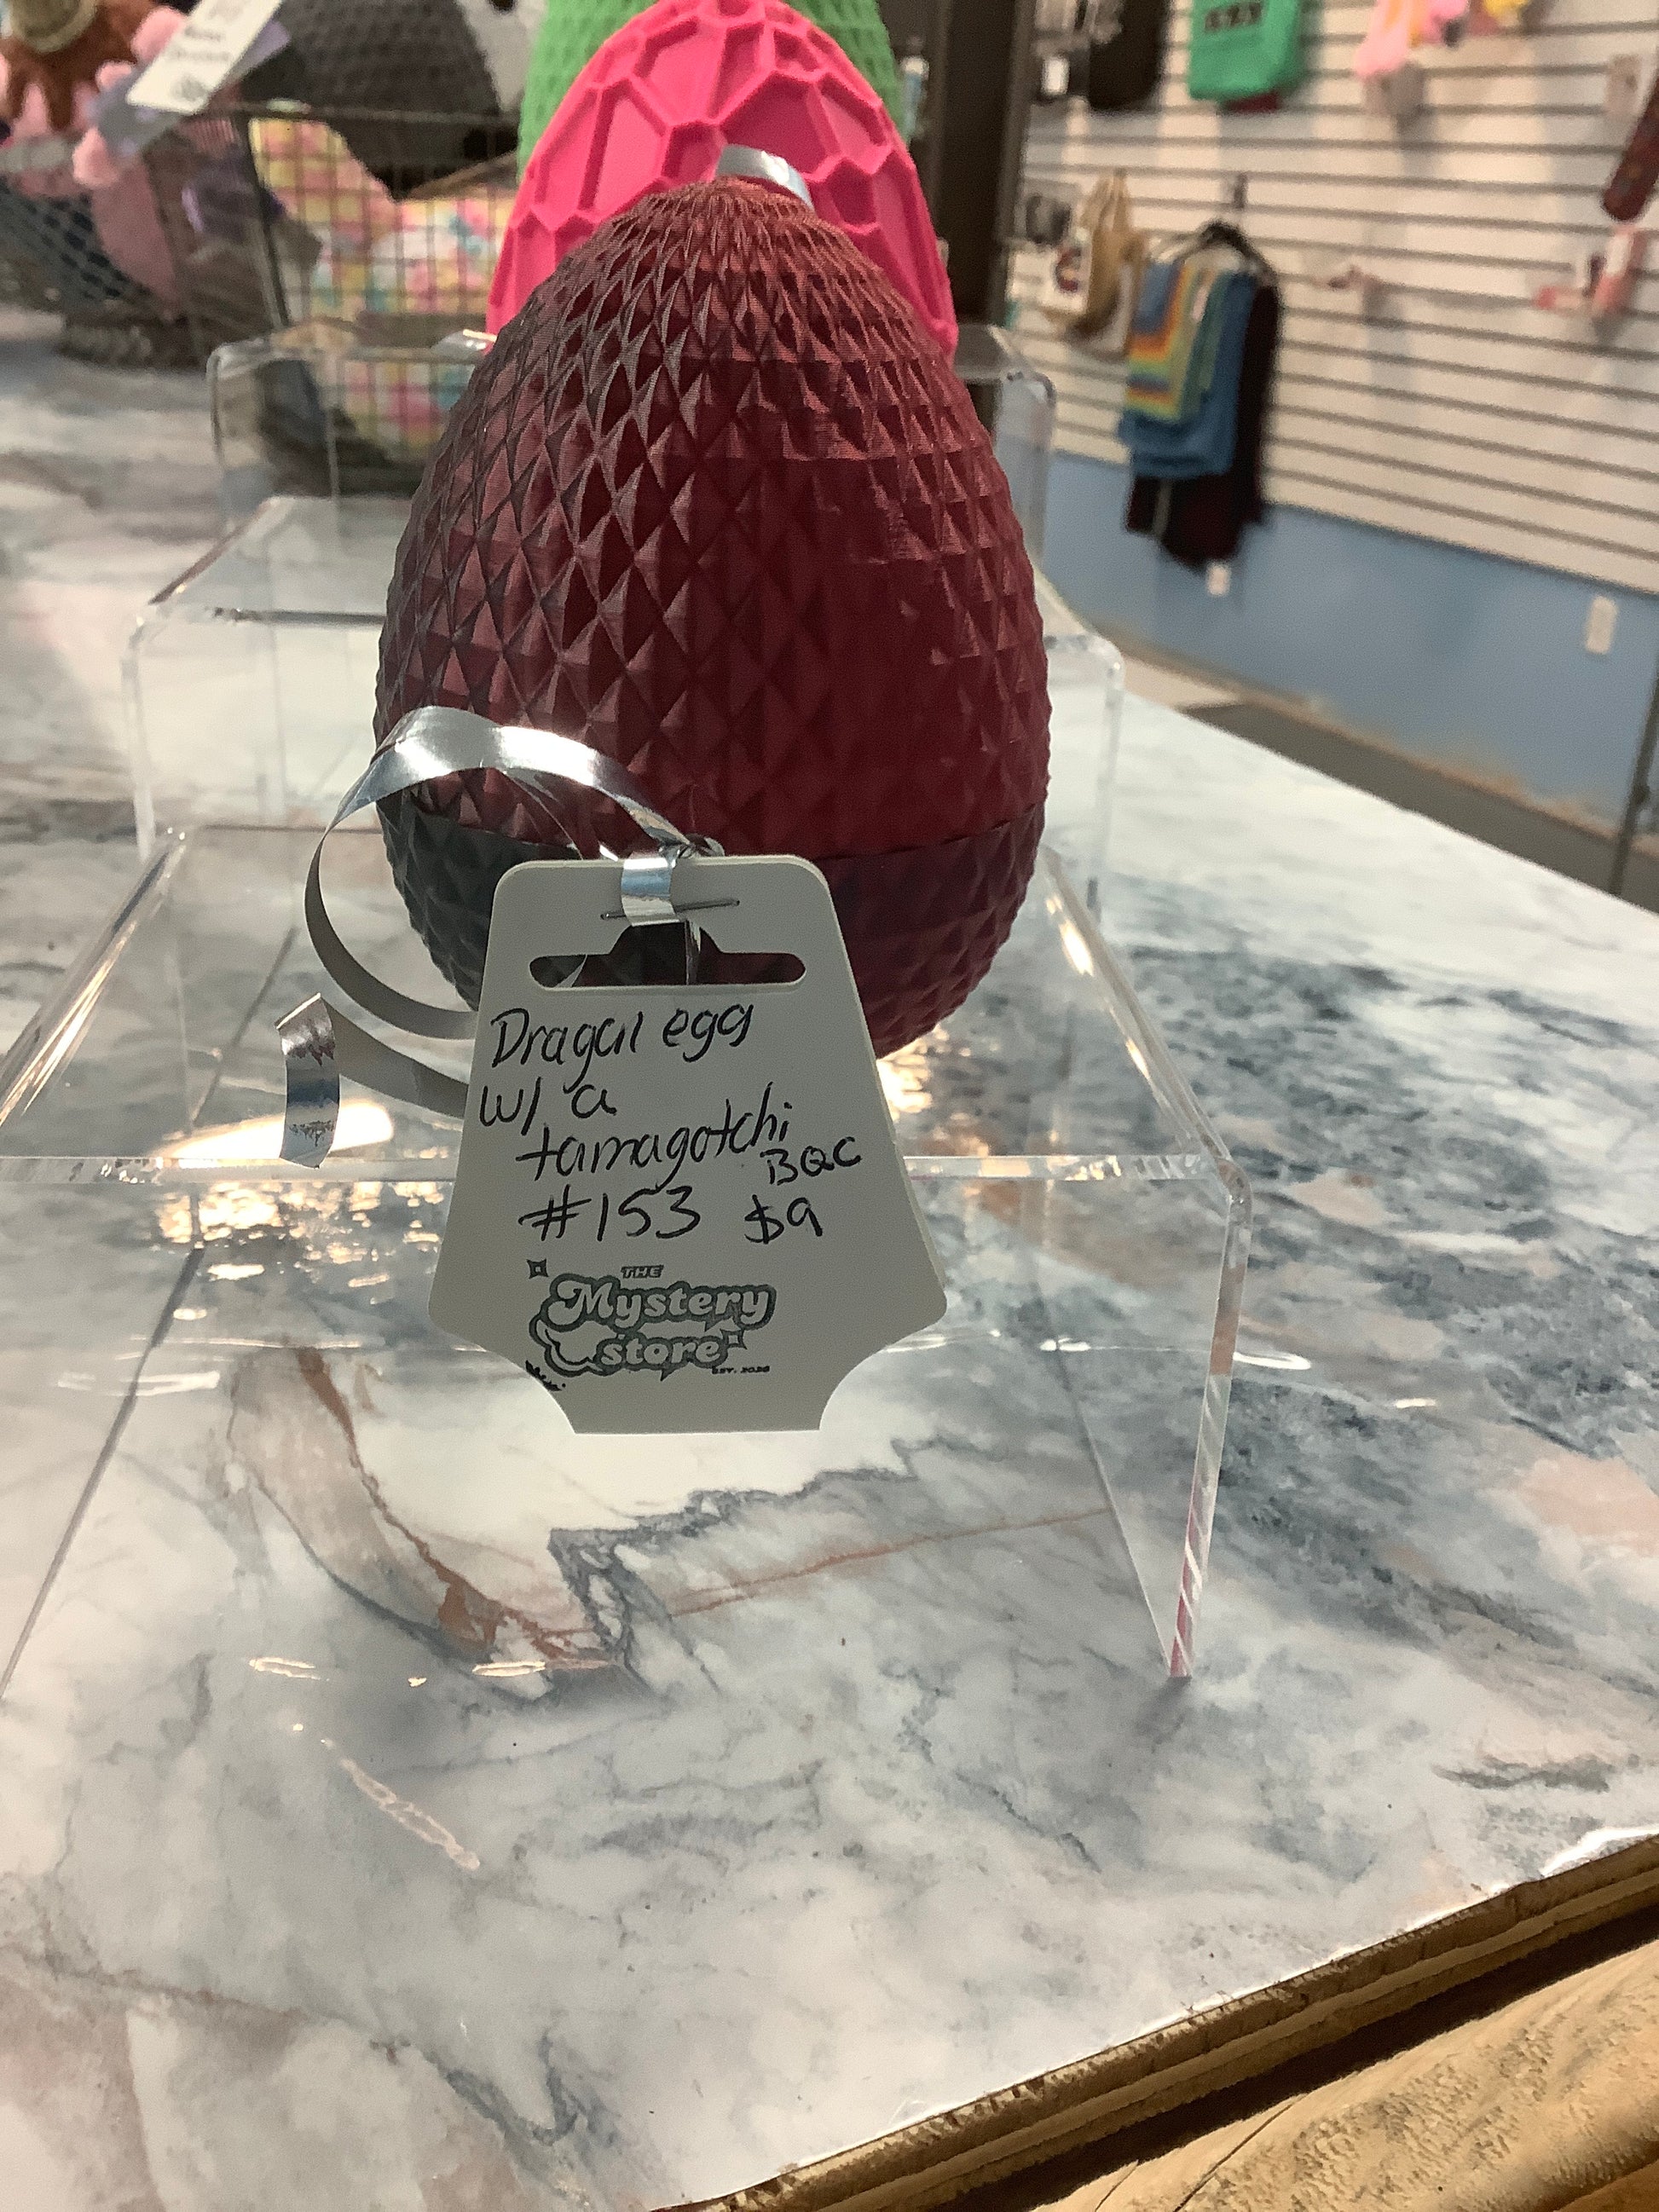 Dragon egg
w/ a
tamagotchi
BQC
#153 $9
THE
Mystery
store